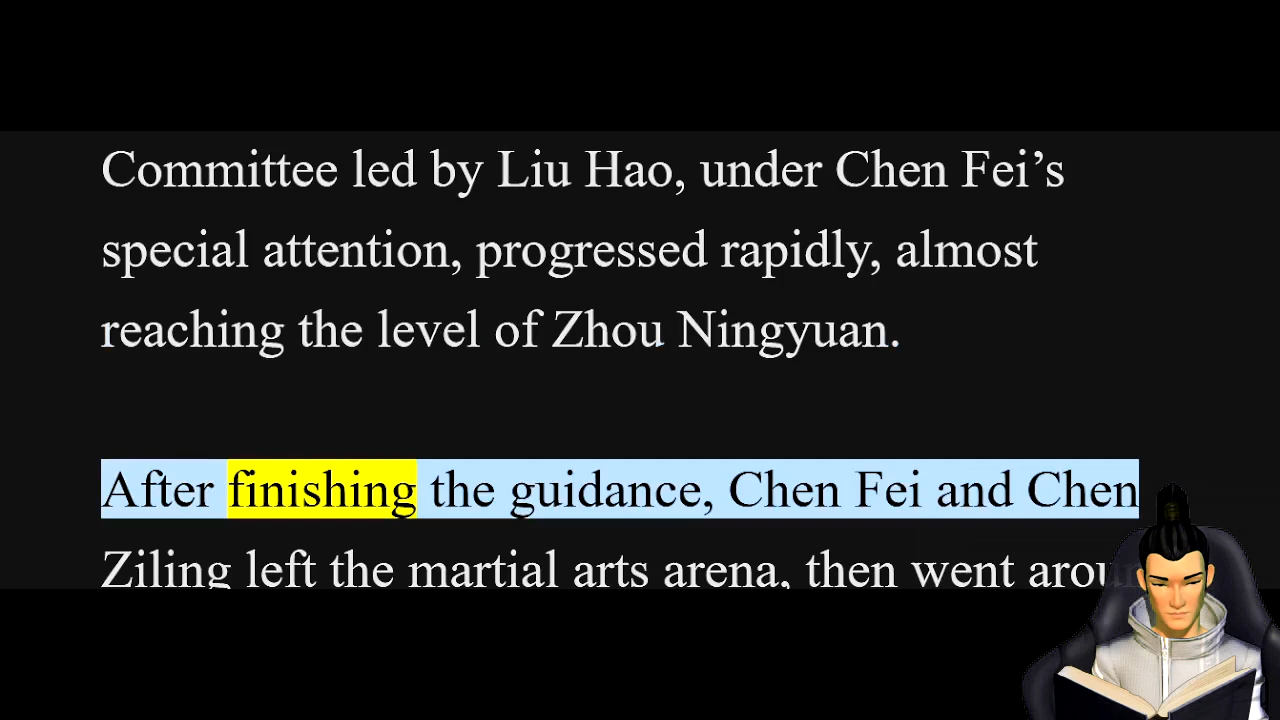 Committee led by Liu Hao, under Chen Fei’s
special attention, progressed rapidly, almost
reaching the level of Zhou Ningyuan.
After finishing the guidance, Chen Fei and Chen
Ziling left the martial arts arena, then went